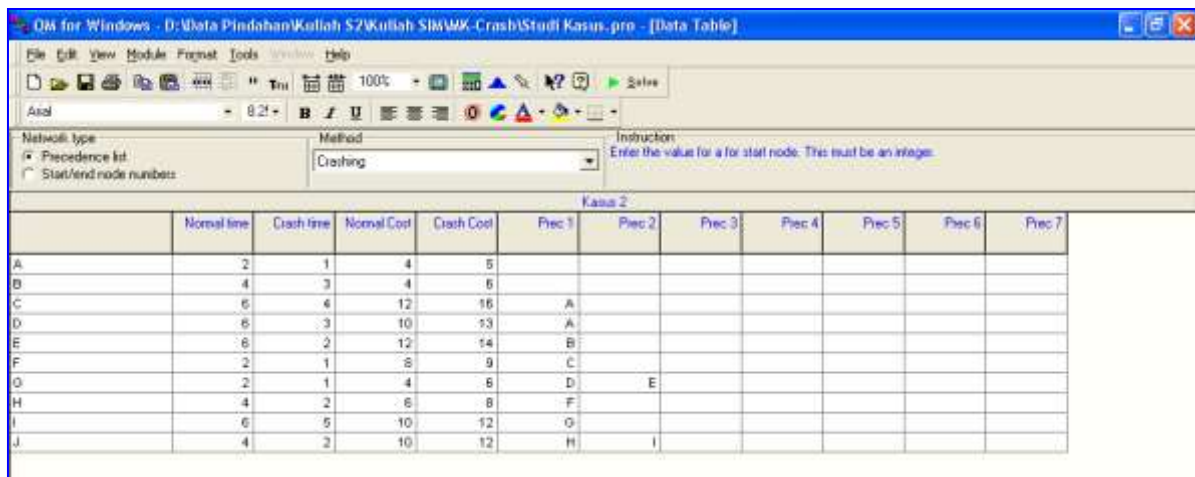 QM for Windows - D:\Data Pindahan\Kuliah S2\Kuliah SIM\WK-Crash\Studi Kasus.pro - [Data Table]
File Edit View Module Format Tools Window Help
100% Solve
Arial B I U
Network type Method Instruction
Precedence list Crashing Enter the value for a for start node. This must be an integer.
Start/end node numbers
Kasus 2
Normal time Crash time Normal Cost Crash Cost Prec 1 Prec 2 Prec 3 Prec 4 Prec 5 Prec 6 Prec 7
A 2 1 4 5
B 4 3 4 6
C 6 4 12 16 A
D 6 3 10 13 A
E 6 2 12 14 B
F 2 1 8 9 C
G 2 1 4 6 D E
H 4 2 6 8 F
I 6 5 10 12 G
J 4 2 10 12 H I